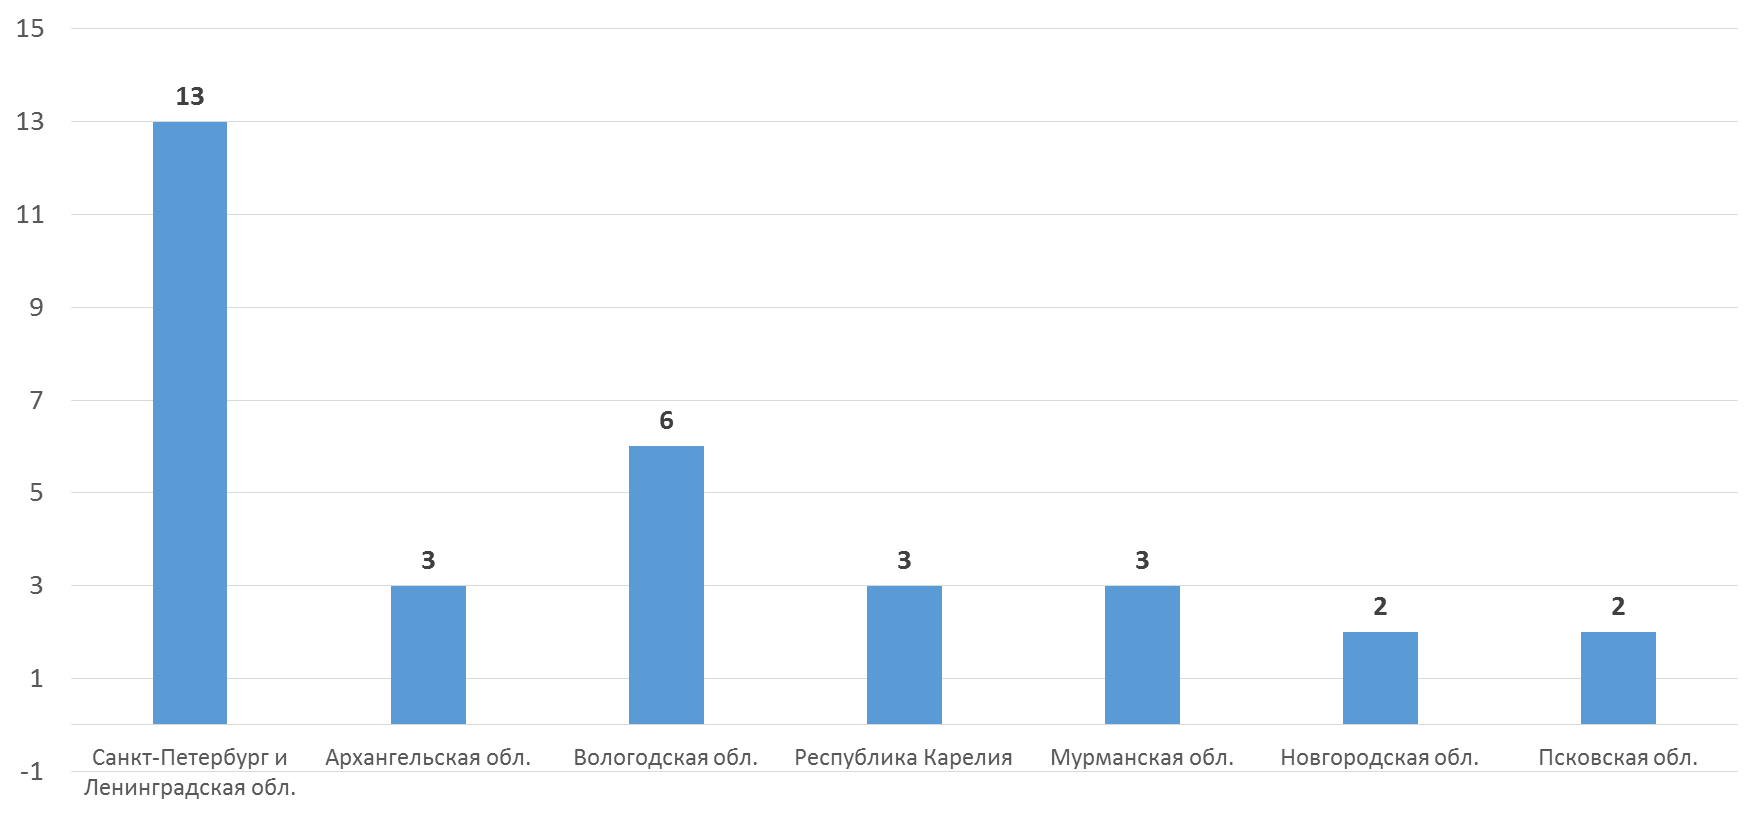 15
13
13
11
9
7
6
5
3
3
3
3
2
2
1
-1
Санкт-Петербург и
Ленинградская обл.
Архангельская обл.
Вологодская обл.
Республика Карелия
Мурманская обл.
Новгородская обл.
Псковская обл.